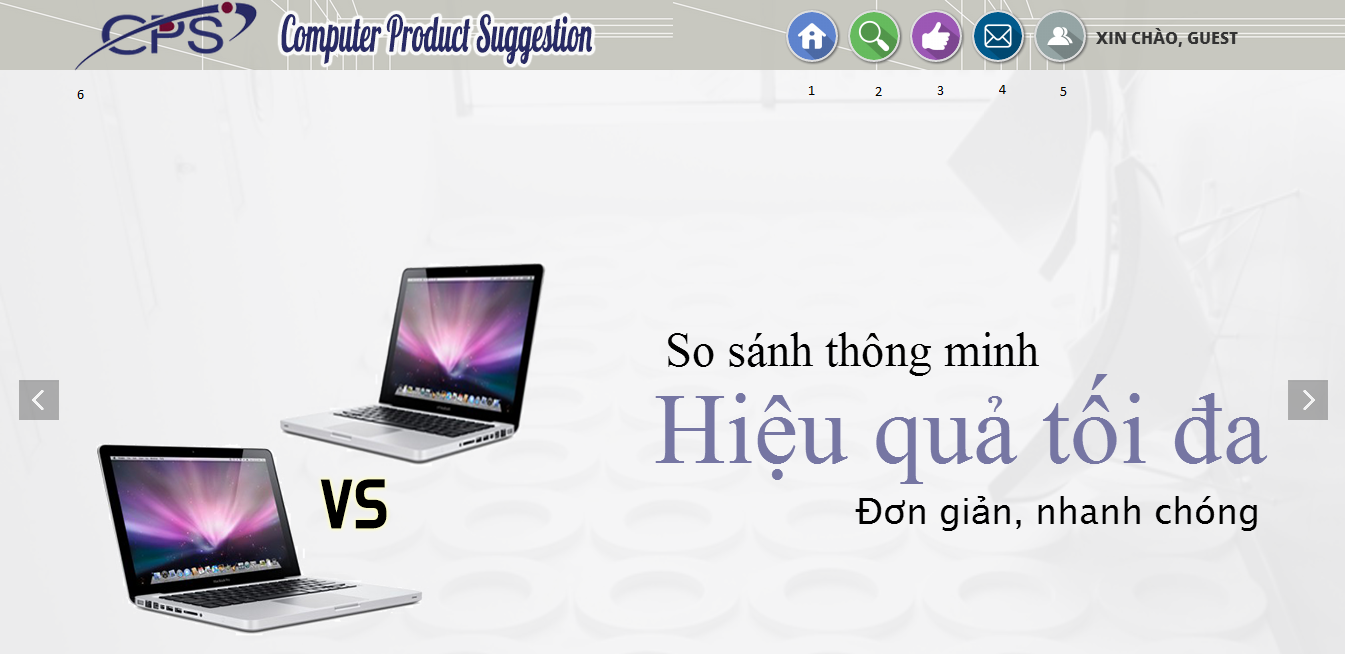 CPS Computer Product Suggestion XIN CHÀO, GUEST
6 1 2 3 4 5
So sánh thông minh
Hiệu quả tối đa
VS
Đơn giản, nhanh chóng